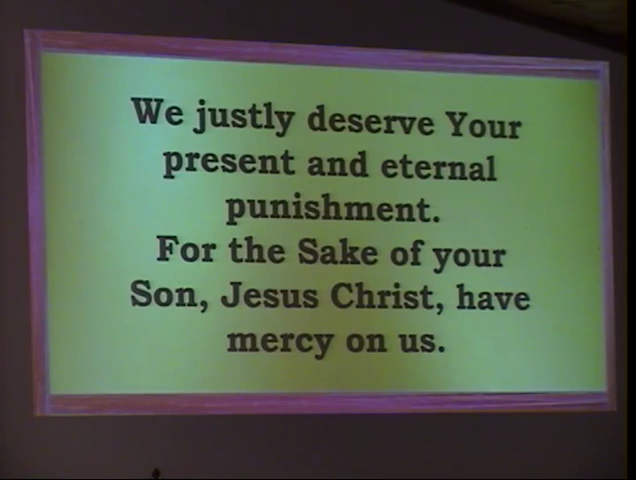 We justly deserve Your
present and eternal
punishment.
For the Sake of your
Son, Jesus Christ, have
mercy on us.